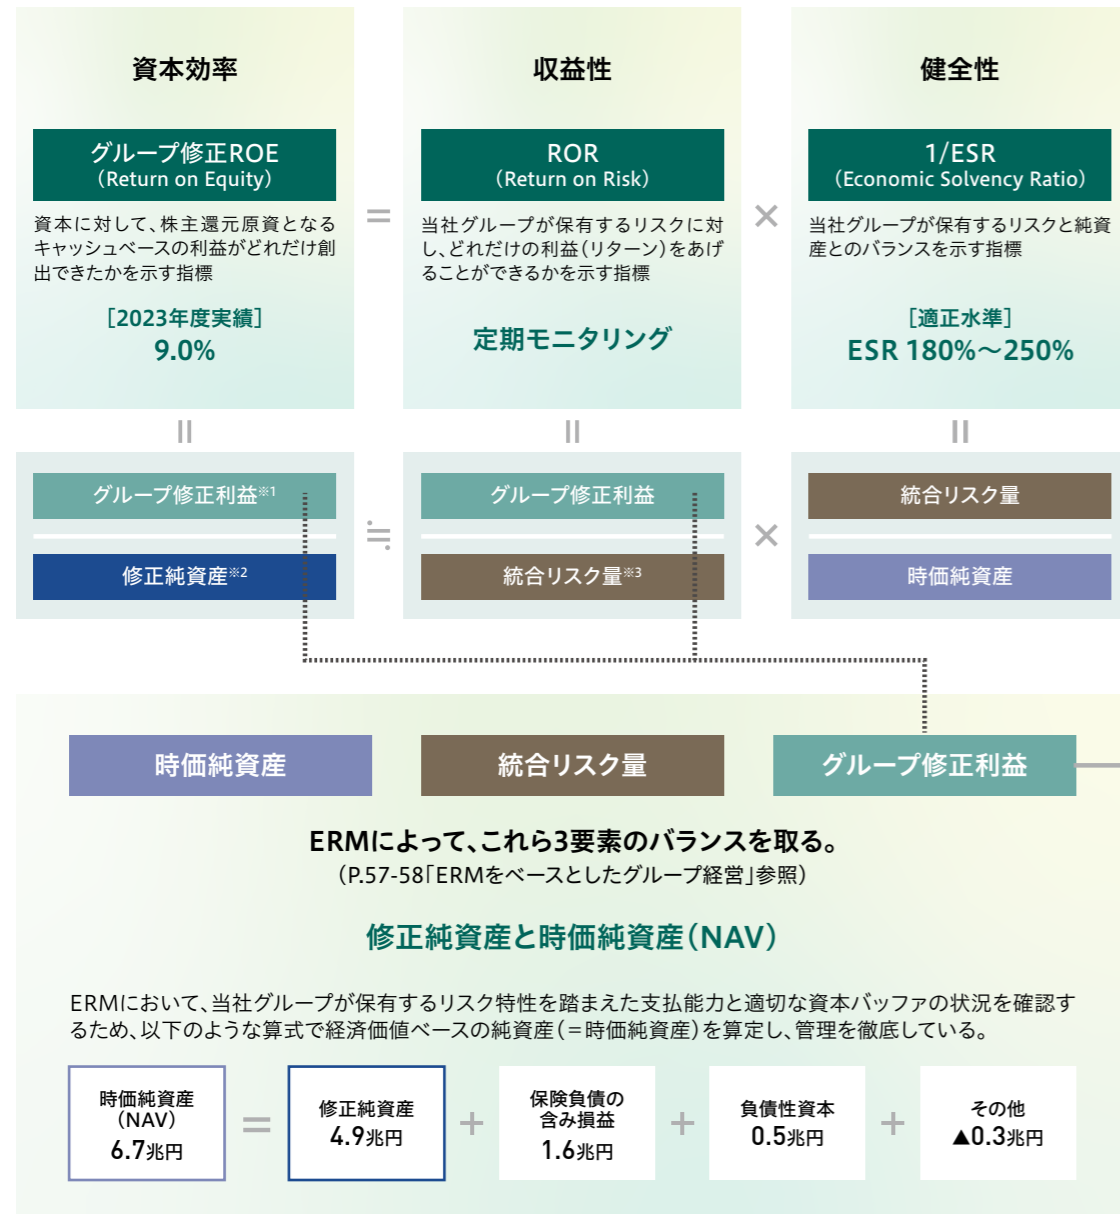 資本効率
グループ修正ROE
（Return on Equity）
資本に対して、株主還元原資となる
キャッシュベースの利益がどれだけ創
出できたかを示す指標
［2023年度実績］
9.0%
＝
収益性
ROR
（Return on Risk）
当社グループが保有するリスクに対
し、どれだけの利益（リターン）をあげ
ることができるかを示す指標
定期モニタリング
×
健全性
1/ESR
（Economic Solvency Ratio）
当社グループが保有するリスクと純資
産とのバランスを示す指標
［適正水準］
ESR 180%～250%
＝
＝
＝
グループ修正利益※1
修正純資産※2
≒
グループ修正利益
統合リスク量※3
×
統合リスク量
時価純資産
時価純資産
統合リスク量
グループ修正利益
ERMによって、これら3要素のバランスを取る。
（P.57-58「ERMをベースとしたグループ経営」参照）
修正純資産と時価純資産（NAV）
ERMにおいて、当社グループが保有するリスク特性を踏まえた支払能力と適切な資本バッファの状況を確認す
るため、以下のような算式で経済価値ベースの純資産（＝時価純資産）を算定し、管理を徹底している。
時価純資産
（NAV）
6.7兆円
＝
修正純資産
4.9兆円
＋
保険負債の
含み損益
1.6兆円
＋
負債性資本
0.5兆円
＋
その他
▲0.3兆円